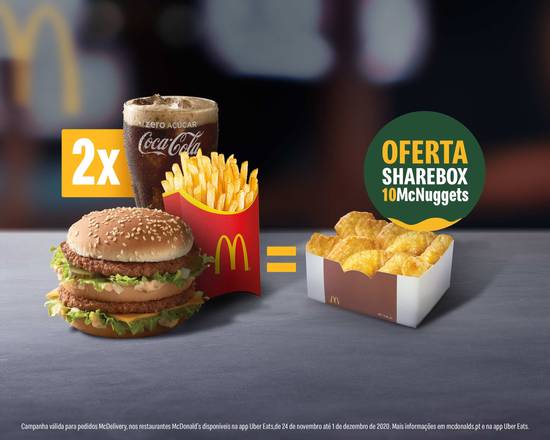 zero AÇÚCAR
Coca-Cola
2x
OFERTA
SHAREBOX
10McNuggets
=
Campanha válida para pedidos McDelivery, nos restaurantes McDonald's disponíveis na app Uber Eats,de 24 de novembro até 1 de dezembro de 2020. Mais informações em mcdonalds.pt e na app Uber Eats.